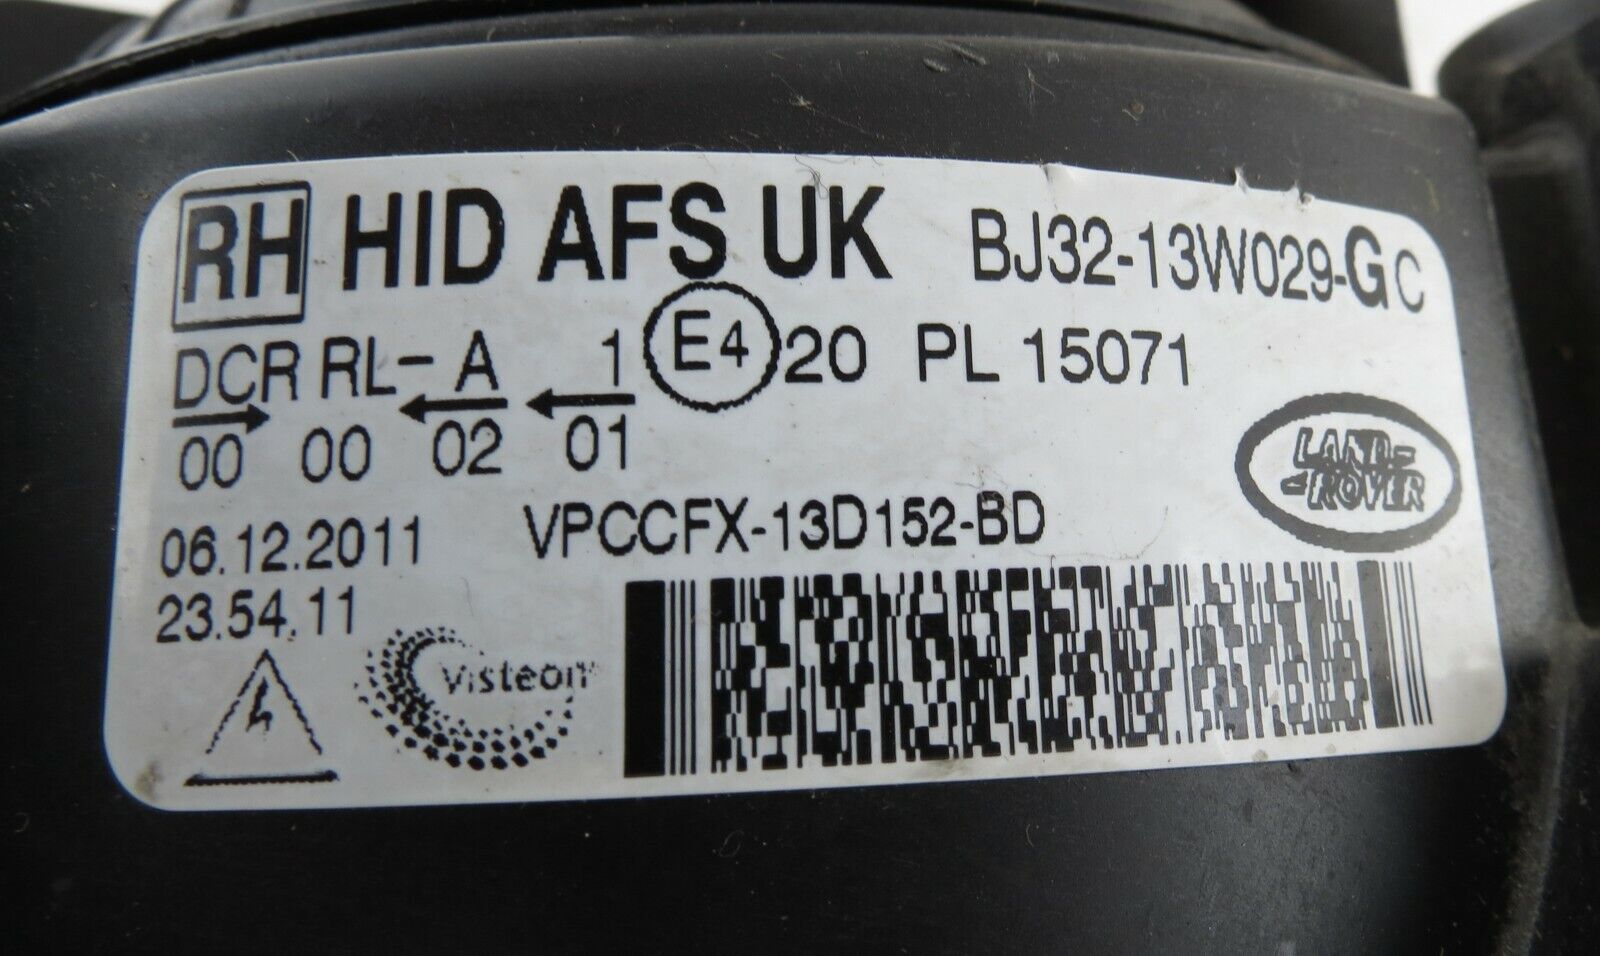 RH HID AFS UK BJ32-13W029-GC
DCR RL- A 1 E4 20 PL 15071
00 00 02 01
LAND-
-ROVER
06.12.2011 VPCCFX-13D152-BD
23.54.11
Visteon